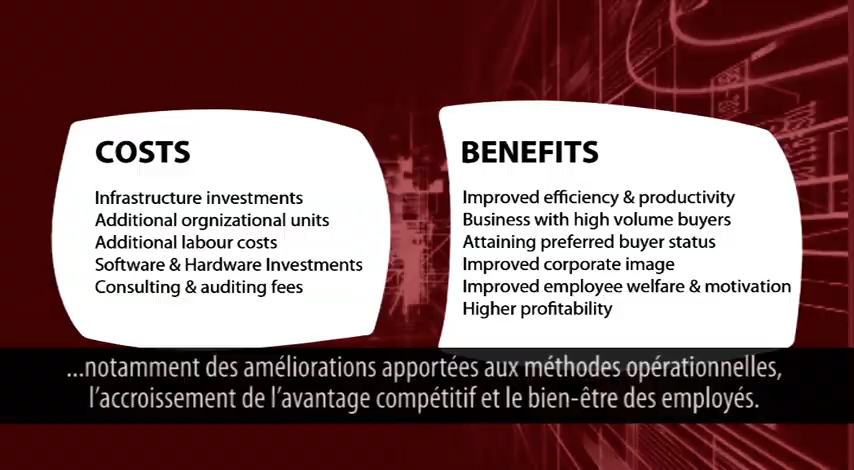 COSTS
Infrastructure investments
Additional orgnizational units
Additional labour costs
Software & Hardware Investments
Consulting & auditing fees
BENEFITS
Improved efficiency & productivity
Business with high volume buyers
Attaining preferred buyer status
Improved corporate image
Improved employee welfare & motivation
Higher profitability
...notamment des améliorations apportées aux méthodes opérationnelles,
l'accroissement de l'avantage compétitif et le bien-être des employés.